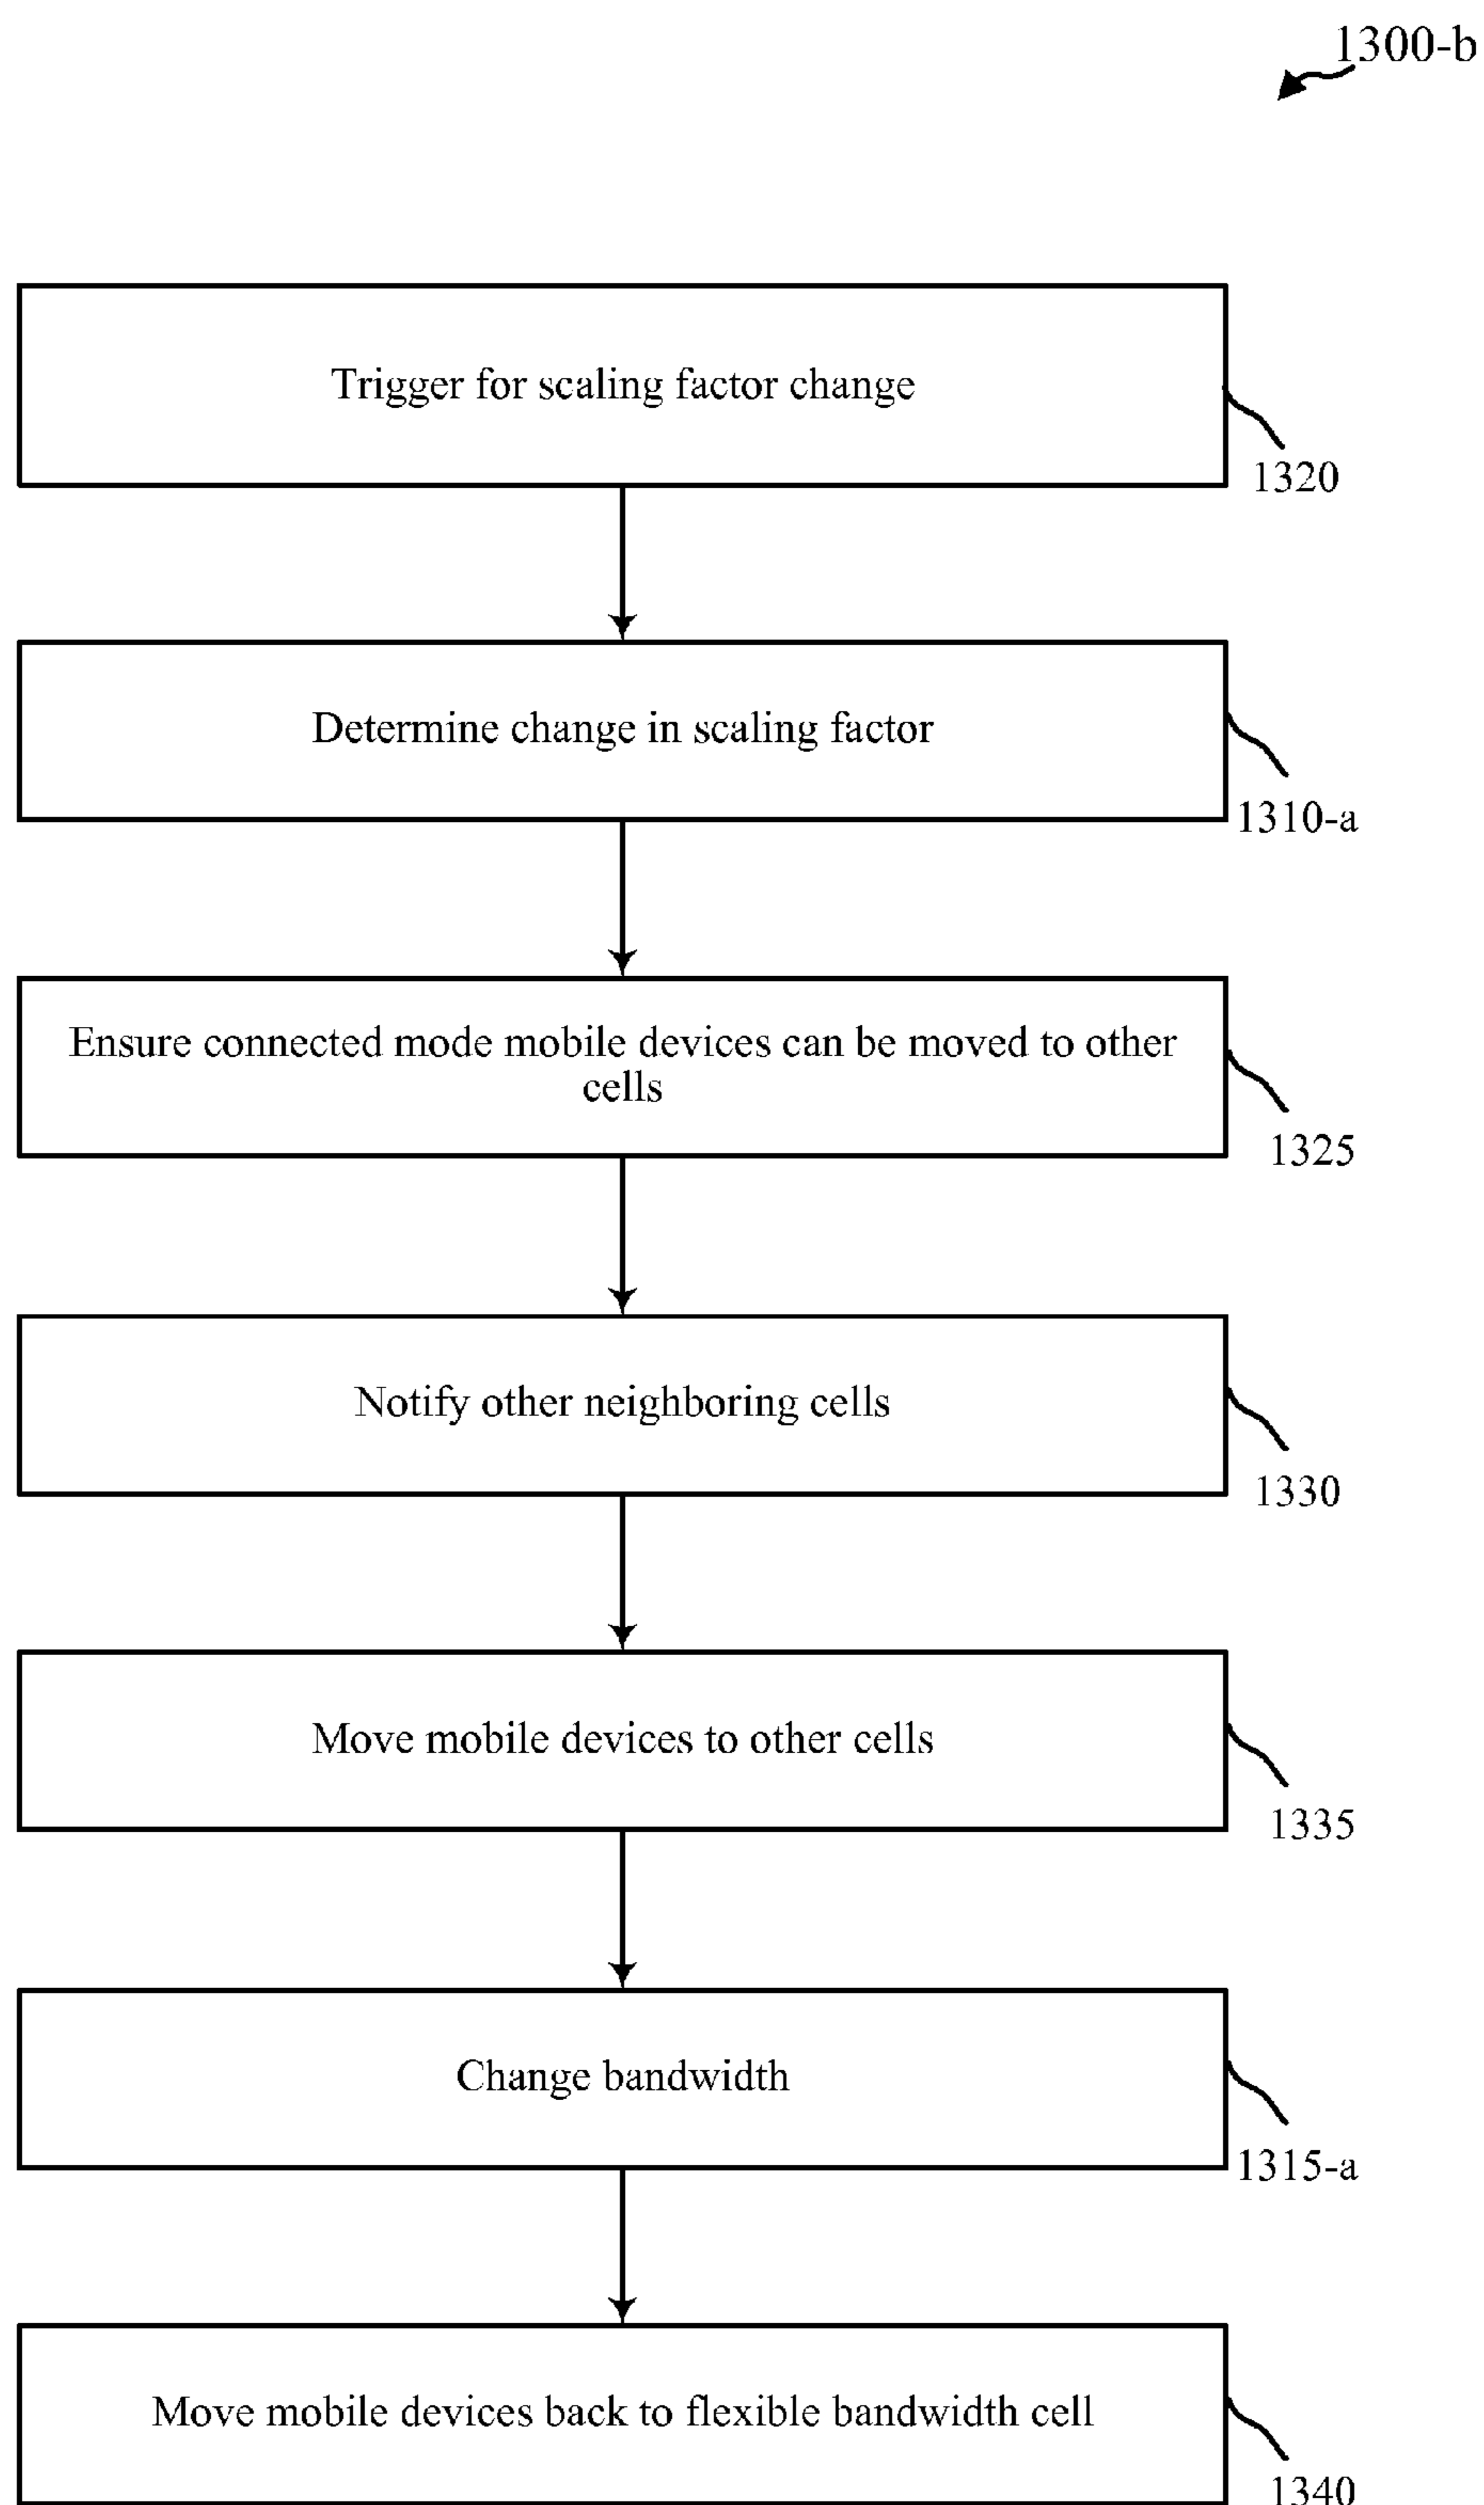 1300-b
Trigger for scaling factor change
1320
Determine change in scaling factor
1310-a
Ensure connected mode mobile devices can be moved to other
cells
1325
Notify other neighboring cells
1330
Move mobile devices to other cells
1335
Change bandwidth
1315-a
Move mobile devices back to flexible bandwidth cell
1340